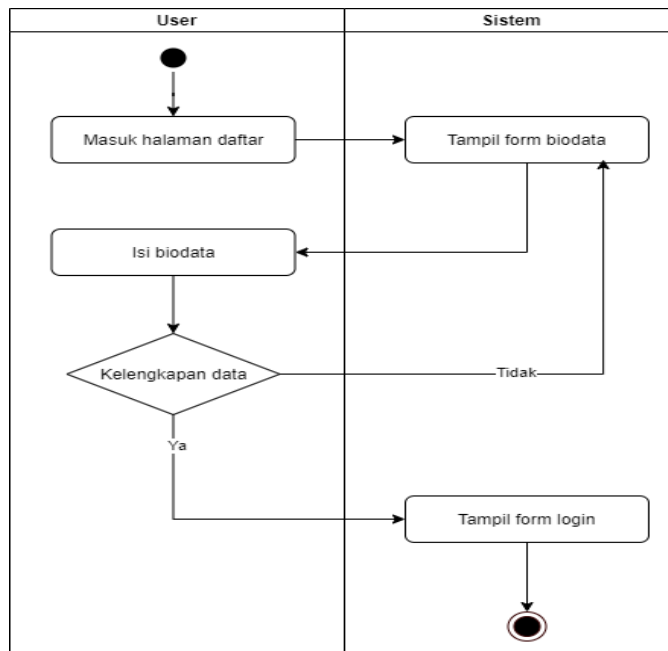 User
Sistem
Masuk halaman daftar
Tampil form biodata
Isi biodata
Kelengkapan data
Tidak
Ya
Tampil form login